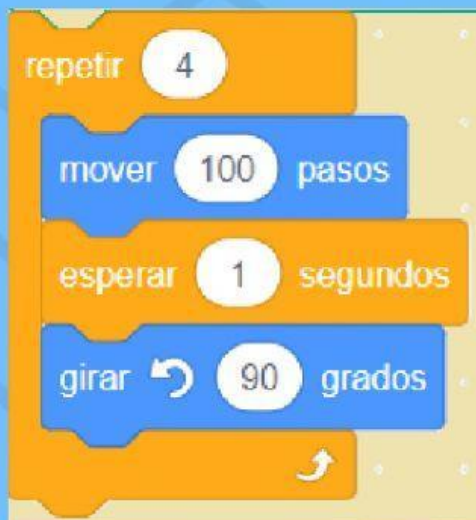 repetir 4
mover 100 pasos
esperar 1 segundos
girar 90 grados